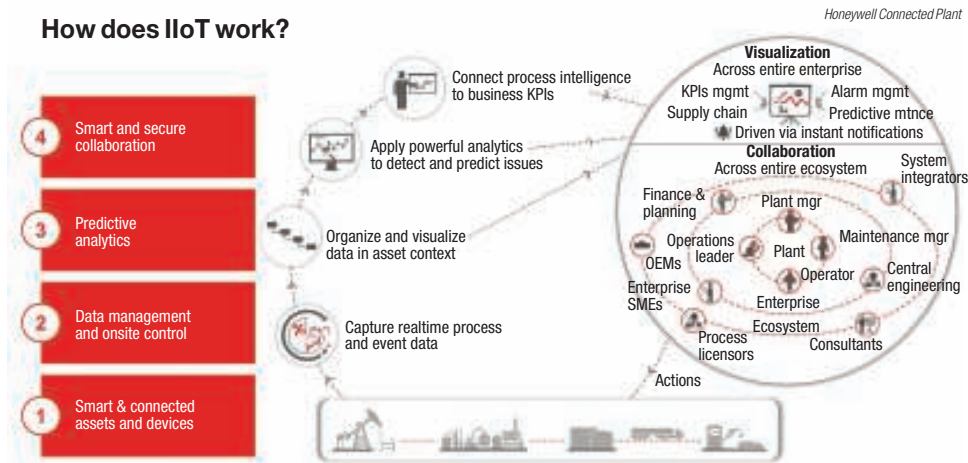 Honeywell Connected Plant
How does IIoT work?
4
Smart and secure
collaboration
3
Predictive
analytics
2
Data management
and onsite control
1
Smart & connected
assets and devices
Connect process intelligence
to business KPIs
Apply powerful analytics
to detect and predict issues
Organize and visualize
data in asset context
Capture realtime process
and event data
Visualization
Across entire enterprise
KPIs mgmt
Alarm mgmt
Supply chain
Predictive mtnce
Driven via instant notifications
Collaboration
Across entire ecosystem
System
integrators
Finance &
planning
Plant mgr
Operations
leader
Plant
Maintenance mgr
OEMs
Operator
Central
engineering
Enterprise
SMEs
Enterprise
Ecosystem
Process
licensors
Consultants
Actions